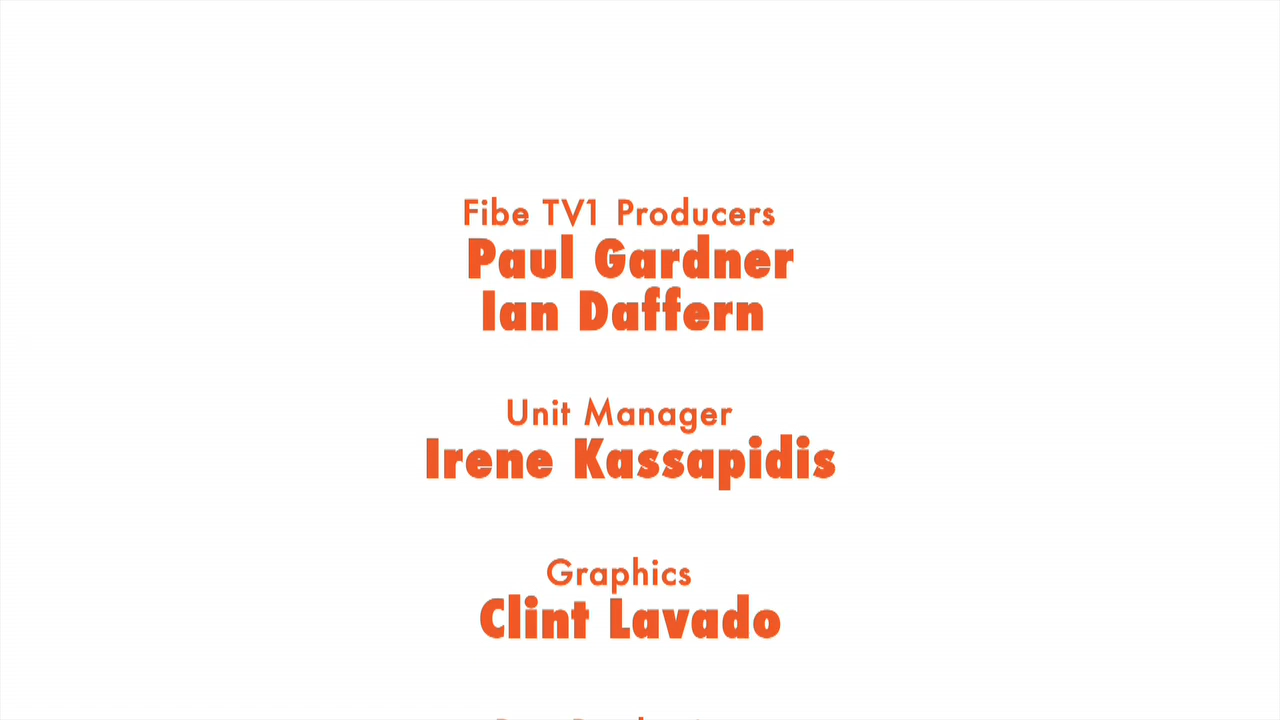 Fibe TV1 Producers
Paul Gardner
Ian Daffern
Unit Manager
Irene Kassapidis
Graphics
Clint Lavado